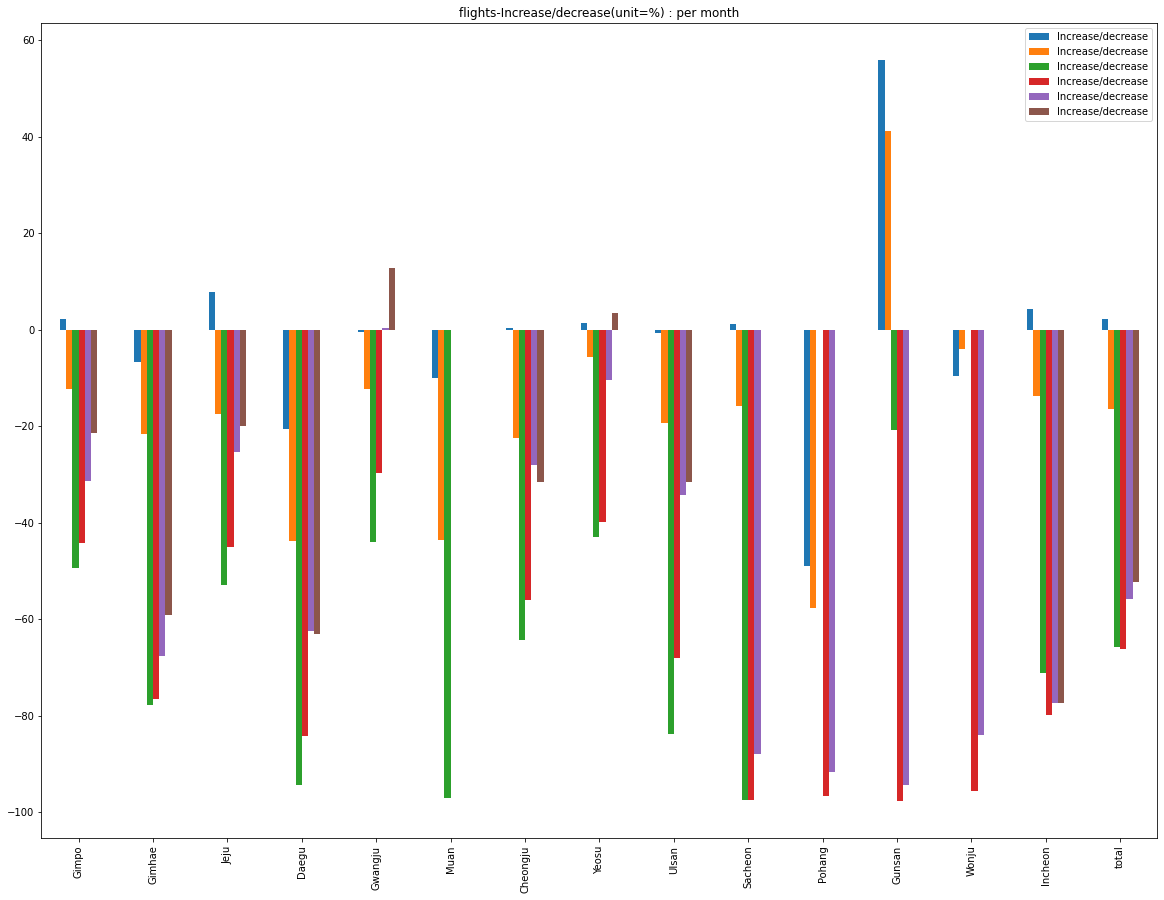 flights-Increase/decrease(unit=%) : per month
Increase/decrease
Increase/decrease
Increase/decrease
Increase/decrease
Increase/decrease
Increase/decrease
60
40
20
0
−20
−40
−60
−80
−100
Gimpo
Gimhae
Jeju
Daegu
Gwangju
Muan
Cheongju
Yeosu
Ulsan
Sacheon
Pohang
Gunsan
Wonju
Incheon
total